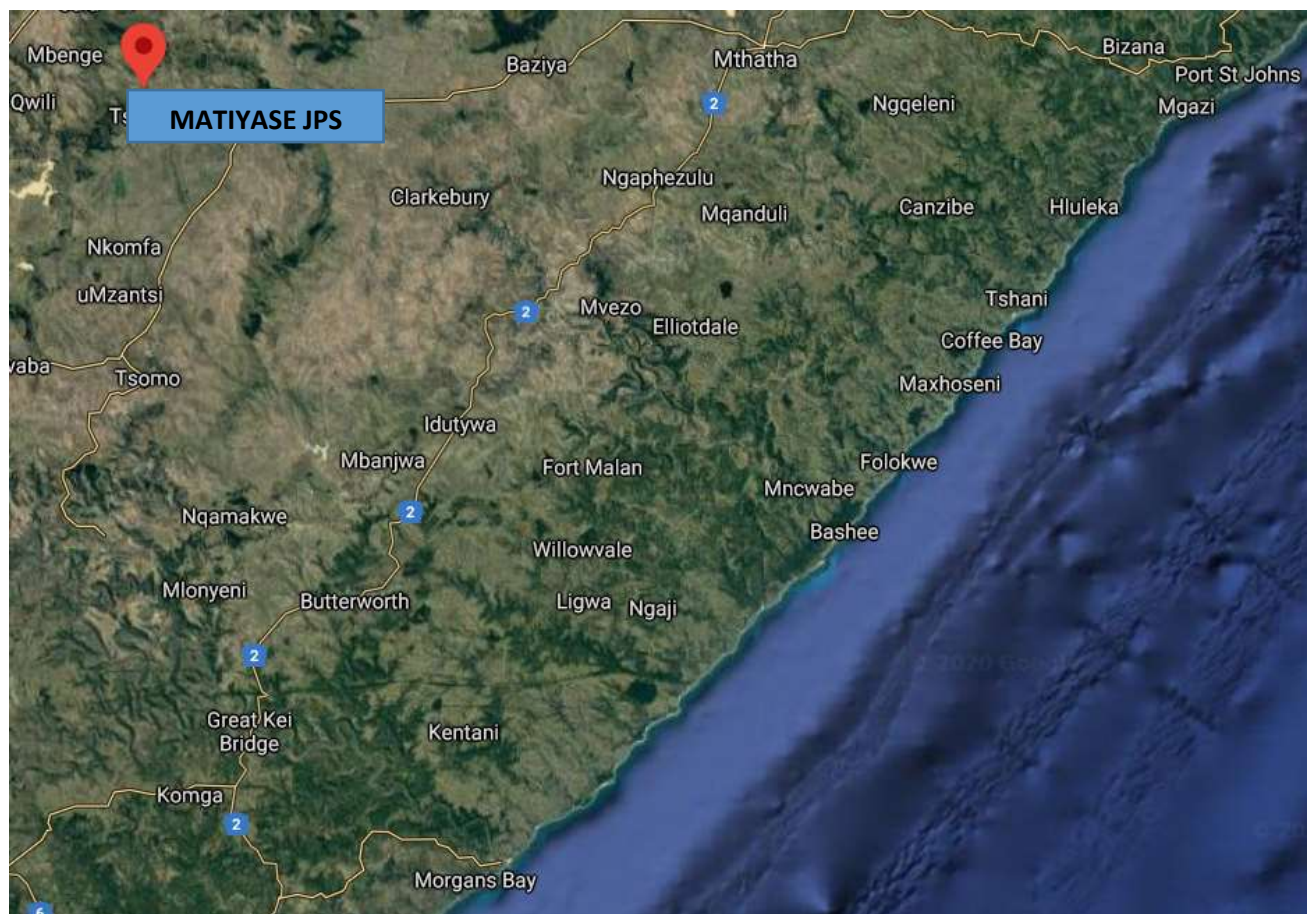 Mbenge
Bizana
Baziya
Mthatha
Port St Johns
Qwili
Ngqeleni
Mgazi
MATIYASE JPS
2
Ngaphezulu
Clarkebury
Mqanduli
Canzibe
Hluleka
Nkomfa
uMzantsi
Tshani
2
Mvezo
Elliotdale
Coffee Bay
Tsomo
Maxhoseni
Idutywa
Mbanjwa
Fort Malan
Folokwe
Mncwabe
2
Nqamakwe
Bashee
Willowvale
Mlonyeni
Butterworth
Ligwa
Ngaji
2
Great Kei
Bridge
Kentani
Komga
2
Morgans Bay
6